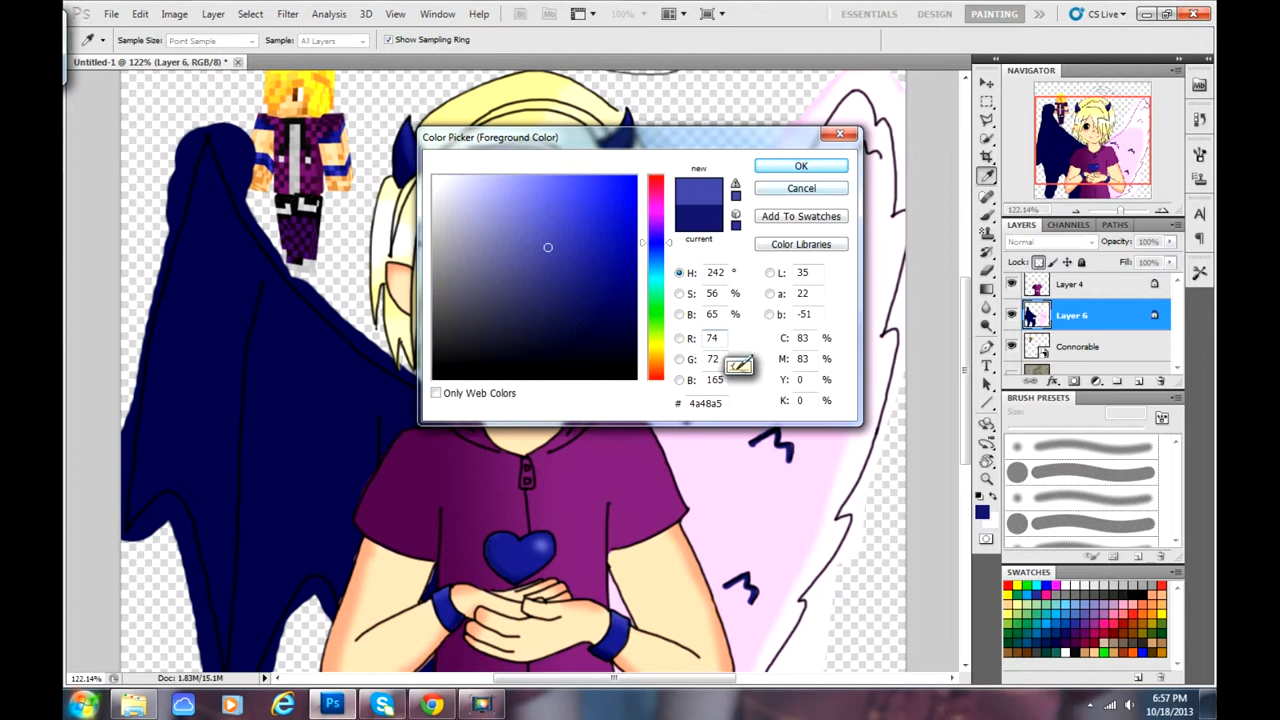 Ps File Edit Image Layer Select Filter Analysis 3D View Window Help Br Mb 100% ESSENTIALS DESIGN PAINTING CS Live
Sample Size: Point Sample Sample: All Layers Show Sampling Ring
Untitled-1 @ 122% (Layer 6, RGB/8) *
Color Picker (Foreground Color)
new
current
OK
Cancel
Add To Swatches
Color Libraries
H: 242 ° L: 35
S: 56 % a: 22
B: 65 % b: -51
R: 74 C: 83 %
G: 72 M: 83 %
B: 165 Y: 0 %
# 4a48a5 K: 0 %
Only Web Colors
NAVIGATOR
122.14%
LAYERS CHANNELS PATHS
Normal Opacity: 100%
Lock: Fill: 100%
Layer 4
Layer 6
Connorable
BRUSH PRESETS
Size:
SWATCHES
122.14% Doc: 1.83M/15.1M
Ps
6:57 PM
10/18/2013